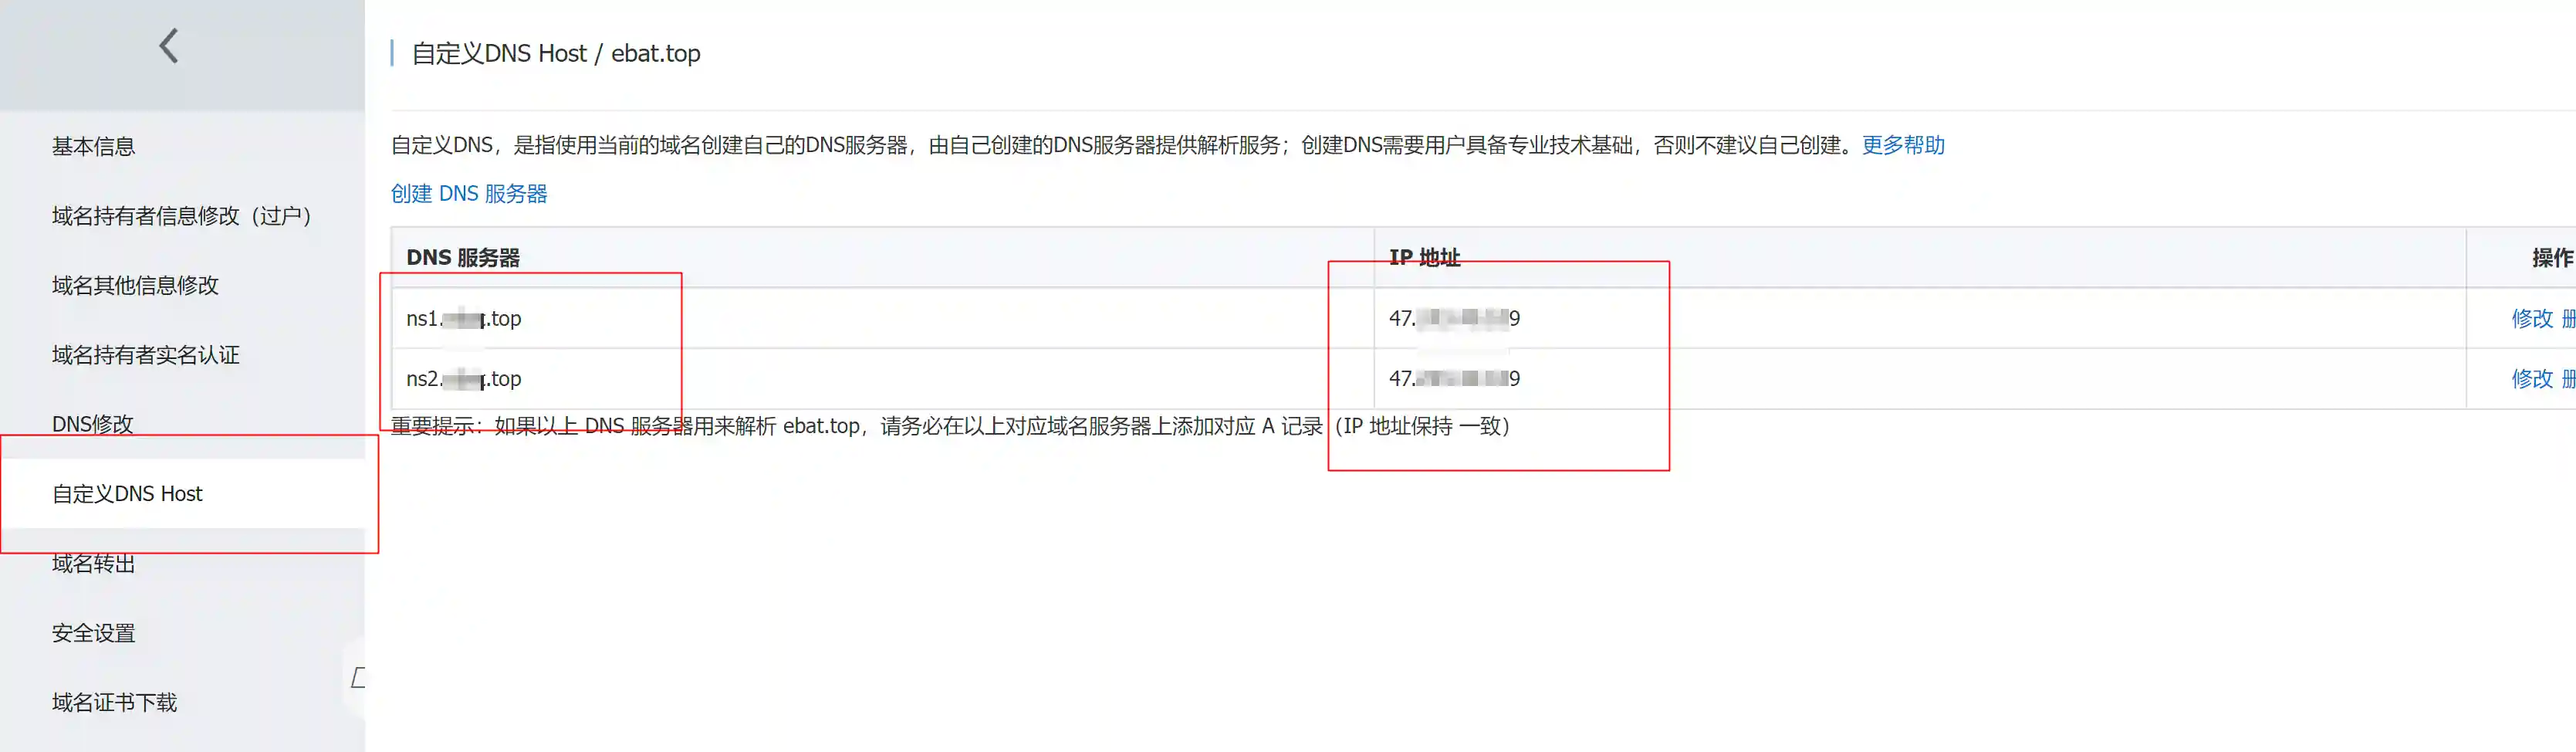 自定义DNS Host / ebat.top
基本信息
域名持有者信息修改（过户）
域名其他信息修改
域名持有者实名认证
DNS修改
自定义DNS Host
域名转出
安全设置
域名证书下载
自定义DNS，是指使用当前的域名创建自己的DNS服务器，由自己创建的DNS服务器提供解析服务；创建DNS需要用户具备专业技术基础，否则不建议自己创建。更多帮助
创建 DNS 服务器
DNS 服务器 IP 地址 操作
ns1. .top 47. 9 修改
ns2. .top 47. 9 修改
重要提示：如果以上 DNS 服务器用来解析 ebat.top，请务必在以上对应域名服务器上添加对应 A 记录（IP 地址保持 一致）